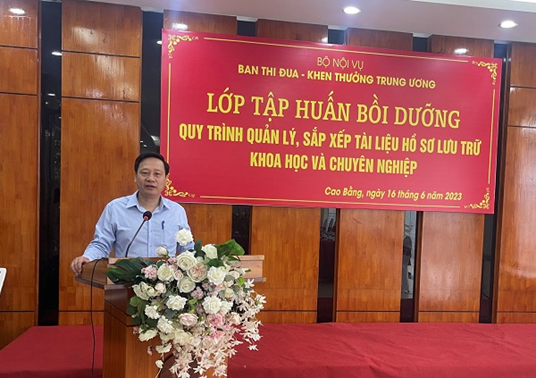 BỘ NỘI VỤ
BAN THI ĐUA - KHEN THƯỞNG TRUNG ƯƠNG
LỚP TẬP HUẤN BỒI DƯỠNG
QUY TRÌNH QUẢN LÝ, SẮP XẾP TÀI LIỆU HỒ SƠ LƯU TRỮ
KHOA HỌC VÀ CHUYÊN NGHIỆP
Cao Bằng, ngày 16 tháng 6 năm 2023